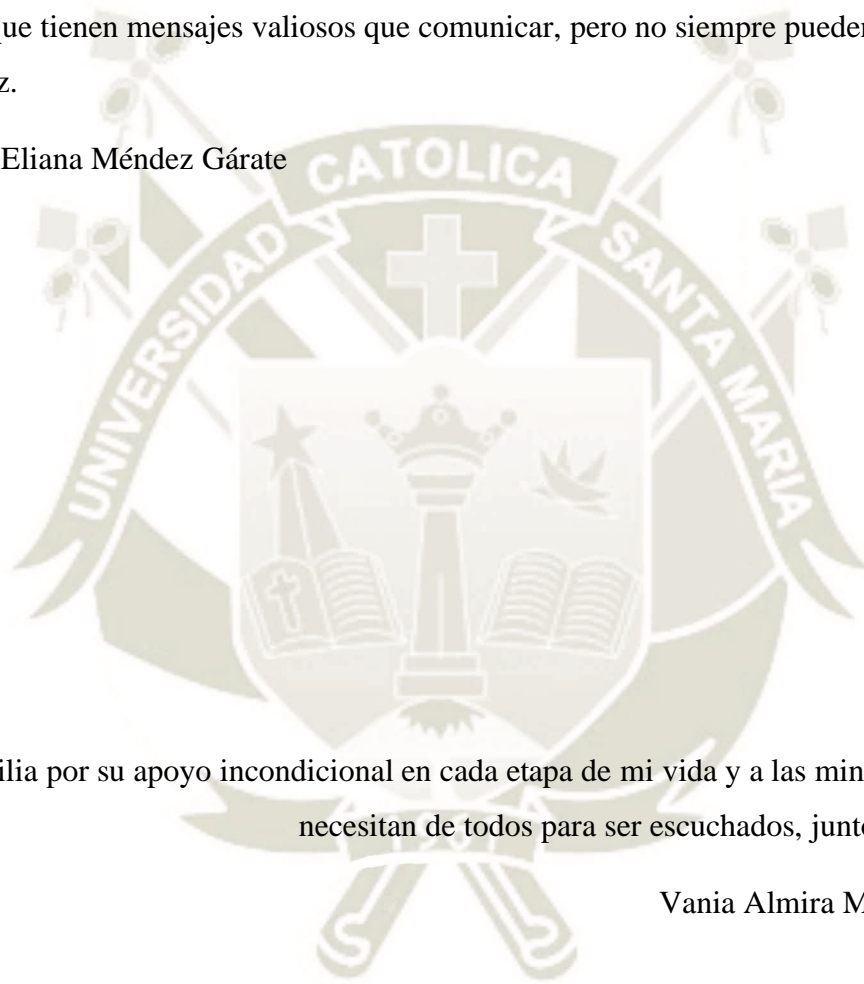 que tienen mensajes valiosos que comunicar, pero no siempre pueden
z.
Eliana Méndez Gárate
UNIVERSIDAD CATOLICA SANTA MARIA
ilia por su apoyo incondicional en cada etapa de mi vida y a las min
necesitan de todos para ser escuchados, junt
1961
Vania Almira M